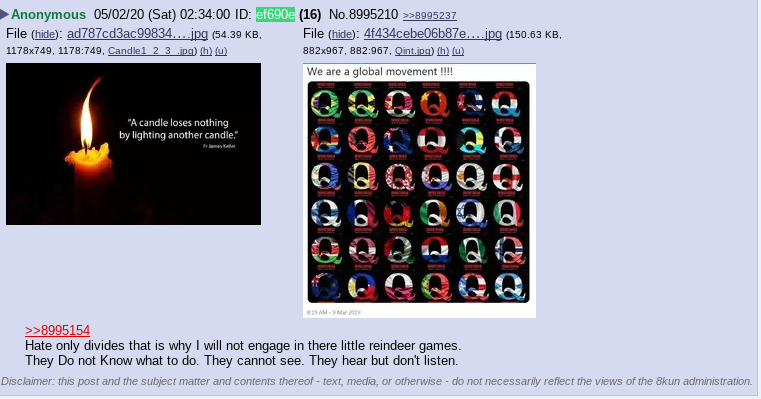 Anonymous 05/02/20 (Sat) 02:34:00 ID: ef690e (16) No.8995210 >>8995237
File (hide): ad787cd3ac99834….jpg (54.39 KB,
1178x749, 1178:749, Candle1_2_3_.jpg) (h) (u)
File (hide): 4f434cebe06b87e….jpg (150.63 KB,
882x967, 882:967, Qint.jpg) (h) (u)
“A candle loses nothing
by lighting another candle.”
Fr James Keller
We are a global movement !!!!
Q Q Q Q Q Q
Q Q Q Q Q Q
Q Q Q Q Q Q
Q Q Q Q Q Q
Q Q Q Q Q Q
Q Q Q Q Q Q
8:19 AM - 9 Mar 2019
>>8995154
Hate only divides that is why I will not engage in there little reindeer games.
They Do not Know what to do. They cannot see. They hear but don't listen.
Disclaimer: this post and the subject matter and contents thereof - text, media, or otherwise - do not necessarily reflect the views of the 8kun administration.